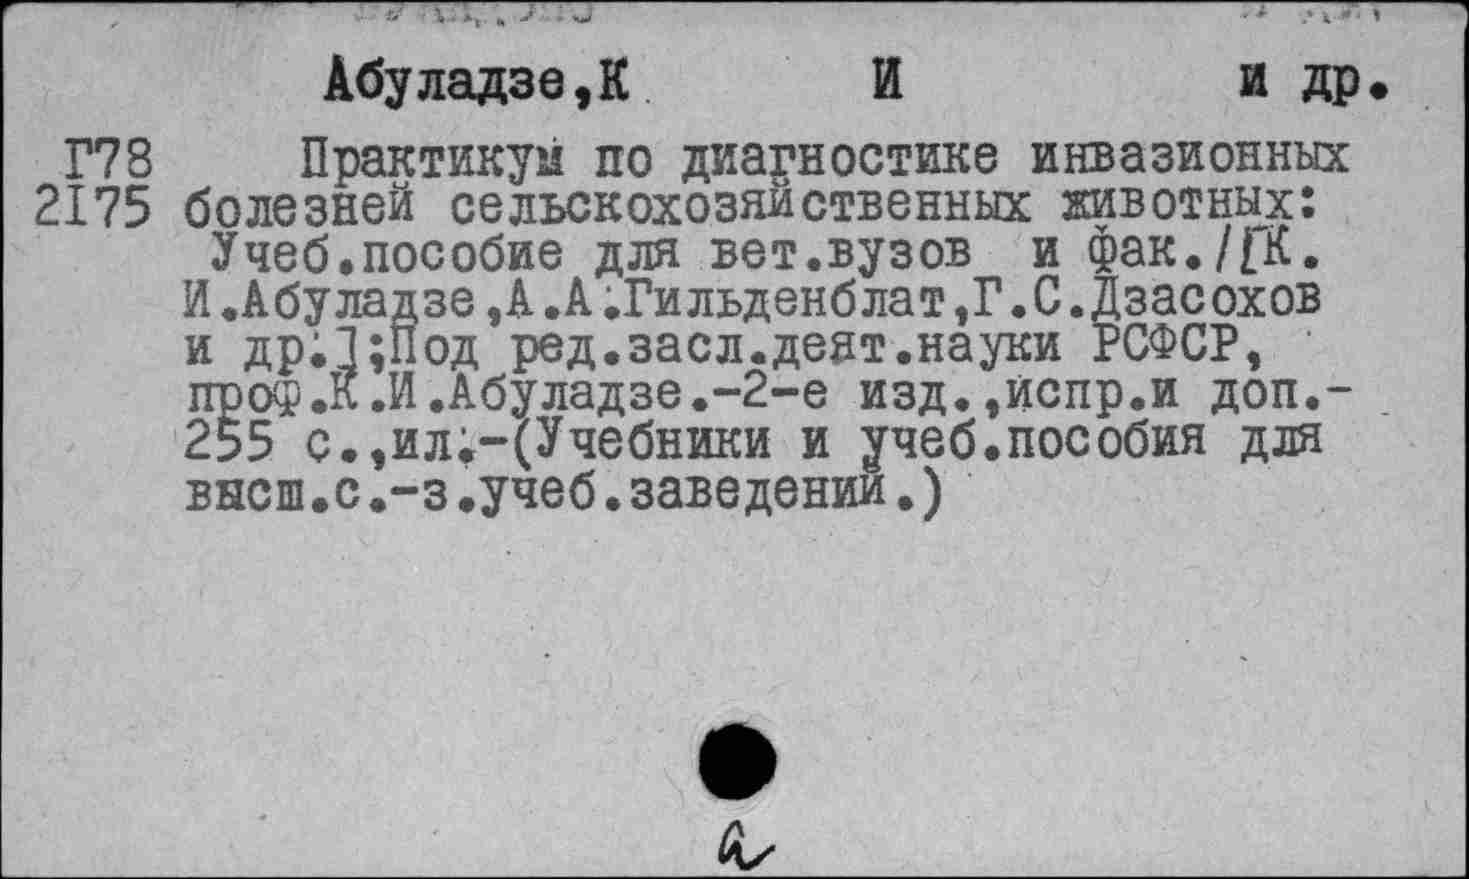 Абуладзе,К И и др.
Г78 Практикум по диагностике инвазионных
2I75 болезней сельскохозяйственных животных:
Учеб.пособие для вет.вузов и фак./[К.
И.Абуладзе,А.А.Гильденблат,Г.С.Дзасохов
и др.];Под ред.засл.деят.науки РСФСР,
проф.К.И.Абуладзе.-2-е изд.,испр.и доп.-
255 с.,ил.-(Учебники и учеб.пособия для
высш.с.-з.учеб.заведений.)